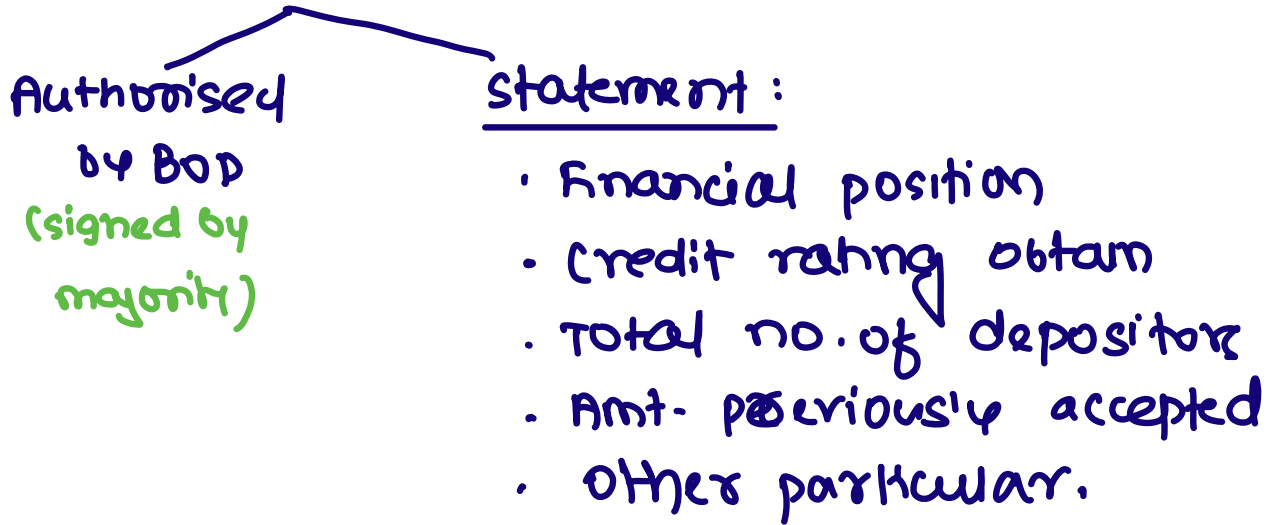 Authorised
by BOD
(signed by
majority)
Statement :
· Financial position
· Credit rating obtain
· Total no. of depositors
· Amt. previously accepted
· Other particular.